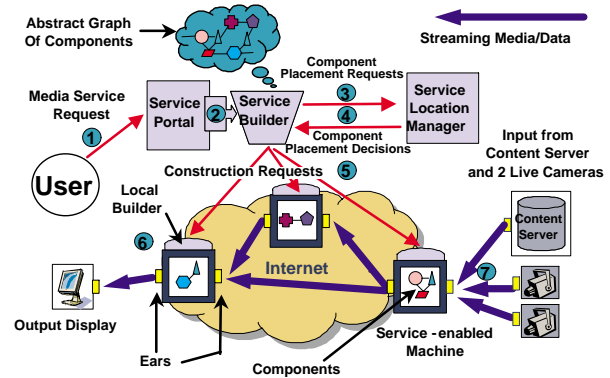 Abstract Graph
Of Components
Streaming Media/Data
Component
Placement Requests
Media Service
Request
Service
Portal
Service
Builder
Service
Location
Manager
1
2
3
4
Component
Placement Decisions
User
Construction Requests
5
Input from
Content Server
and 2 Live Cameras
Local
Builder
Content
Server
6
Internet
7
Output Display
Ears
Components
Service - enabled
Machine